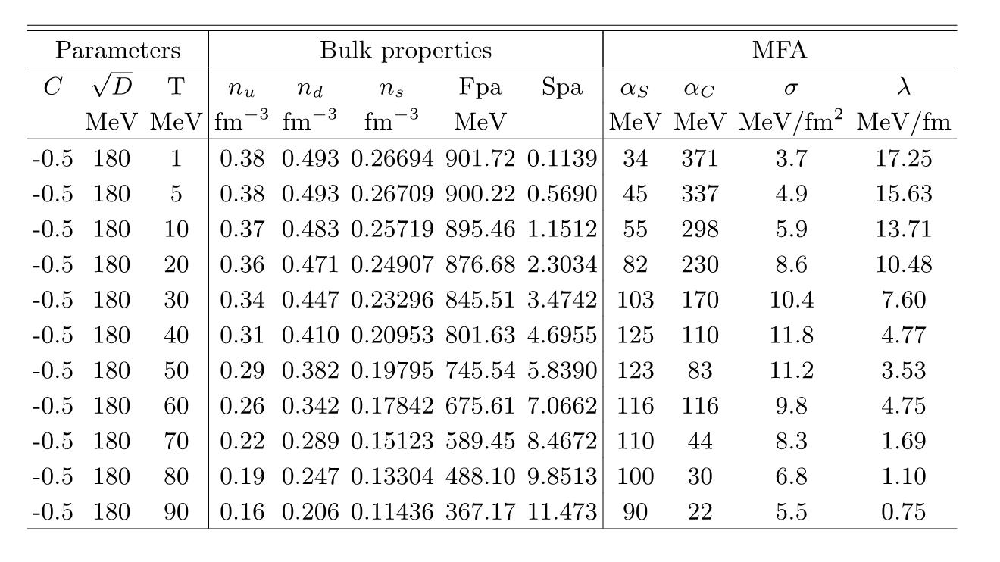 Parameters Bulk properties MFA
C √D T n_u n_d n_s Fpa Spa α_S α_C σ λ
MeV MeV fm⁻³ fm⁻³ fm⁻³ MeV MeV MeV MeV/fm² MeV/fm
-0.5 180 1 0.38 0.493 0.26694 901.72 0.1139 34 371 3.7 17.25
-0.5 180 5 0.38 0.493 0.26709 900.22 0.5690 45 337 4.9 15.63
-0.5 180 10 0.37 0.483 0.25719 895.46 1.1512 55 298 5.9 13.71
-0.5 180 20 0.36 0.471 0.24907 876.68 2.3034 82 230 8.6 10.48
-0.5 180 30 0.34 0.447 0.23296 845.51 3.4742 103 170 10.4 7.60
-0.5 180 40 0.31 0.410 0.20953 801.63 4.6955 125 110 11.8 4.77
-0.5 180 50 0.29 0.382 0.19795 745.54 5.8390 123 83 11.2 3.53
-0.5 180 60 0.26 0.342 0.17842 675.61 7.0662 116 116 9.8 4.75
-0.5 180 70 0.22 0.289 0.15123 589.45 8.4672 110 44 8.3 1.69
-0.5 180 80 0.19 0.247 0.13304 488.10 9.8513 100 30 6.8 1.10
-0.5 180 90 0.16 0.206 0.11436 367.17 11.473 90 22 5.5 0.75